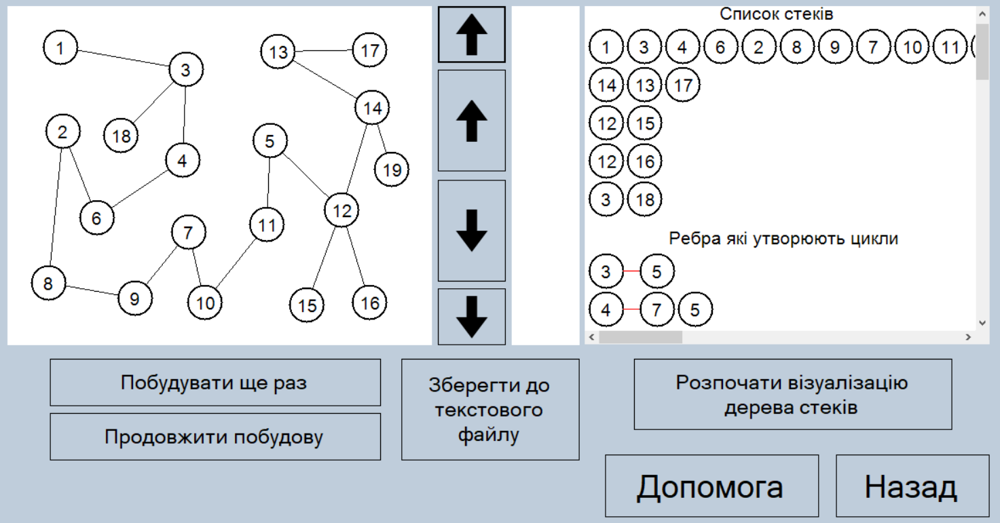 1
13
17
3
14
2
18
5
4
19
12
6
11
7
8
9
10
15
16
Список стеків
1 3 4 6 2 8 9 7 10 11
14 13 17
12 15
12 16
3 18
Ребра які утворюють цикли
3 5
4 7 5
Побудувати ще раз
Продовжити побудову
Зберегти до
текстового
файлу
Розпочати візуалізацію
дерева стеків
Допомога
Назад